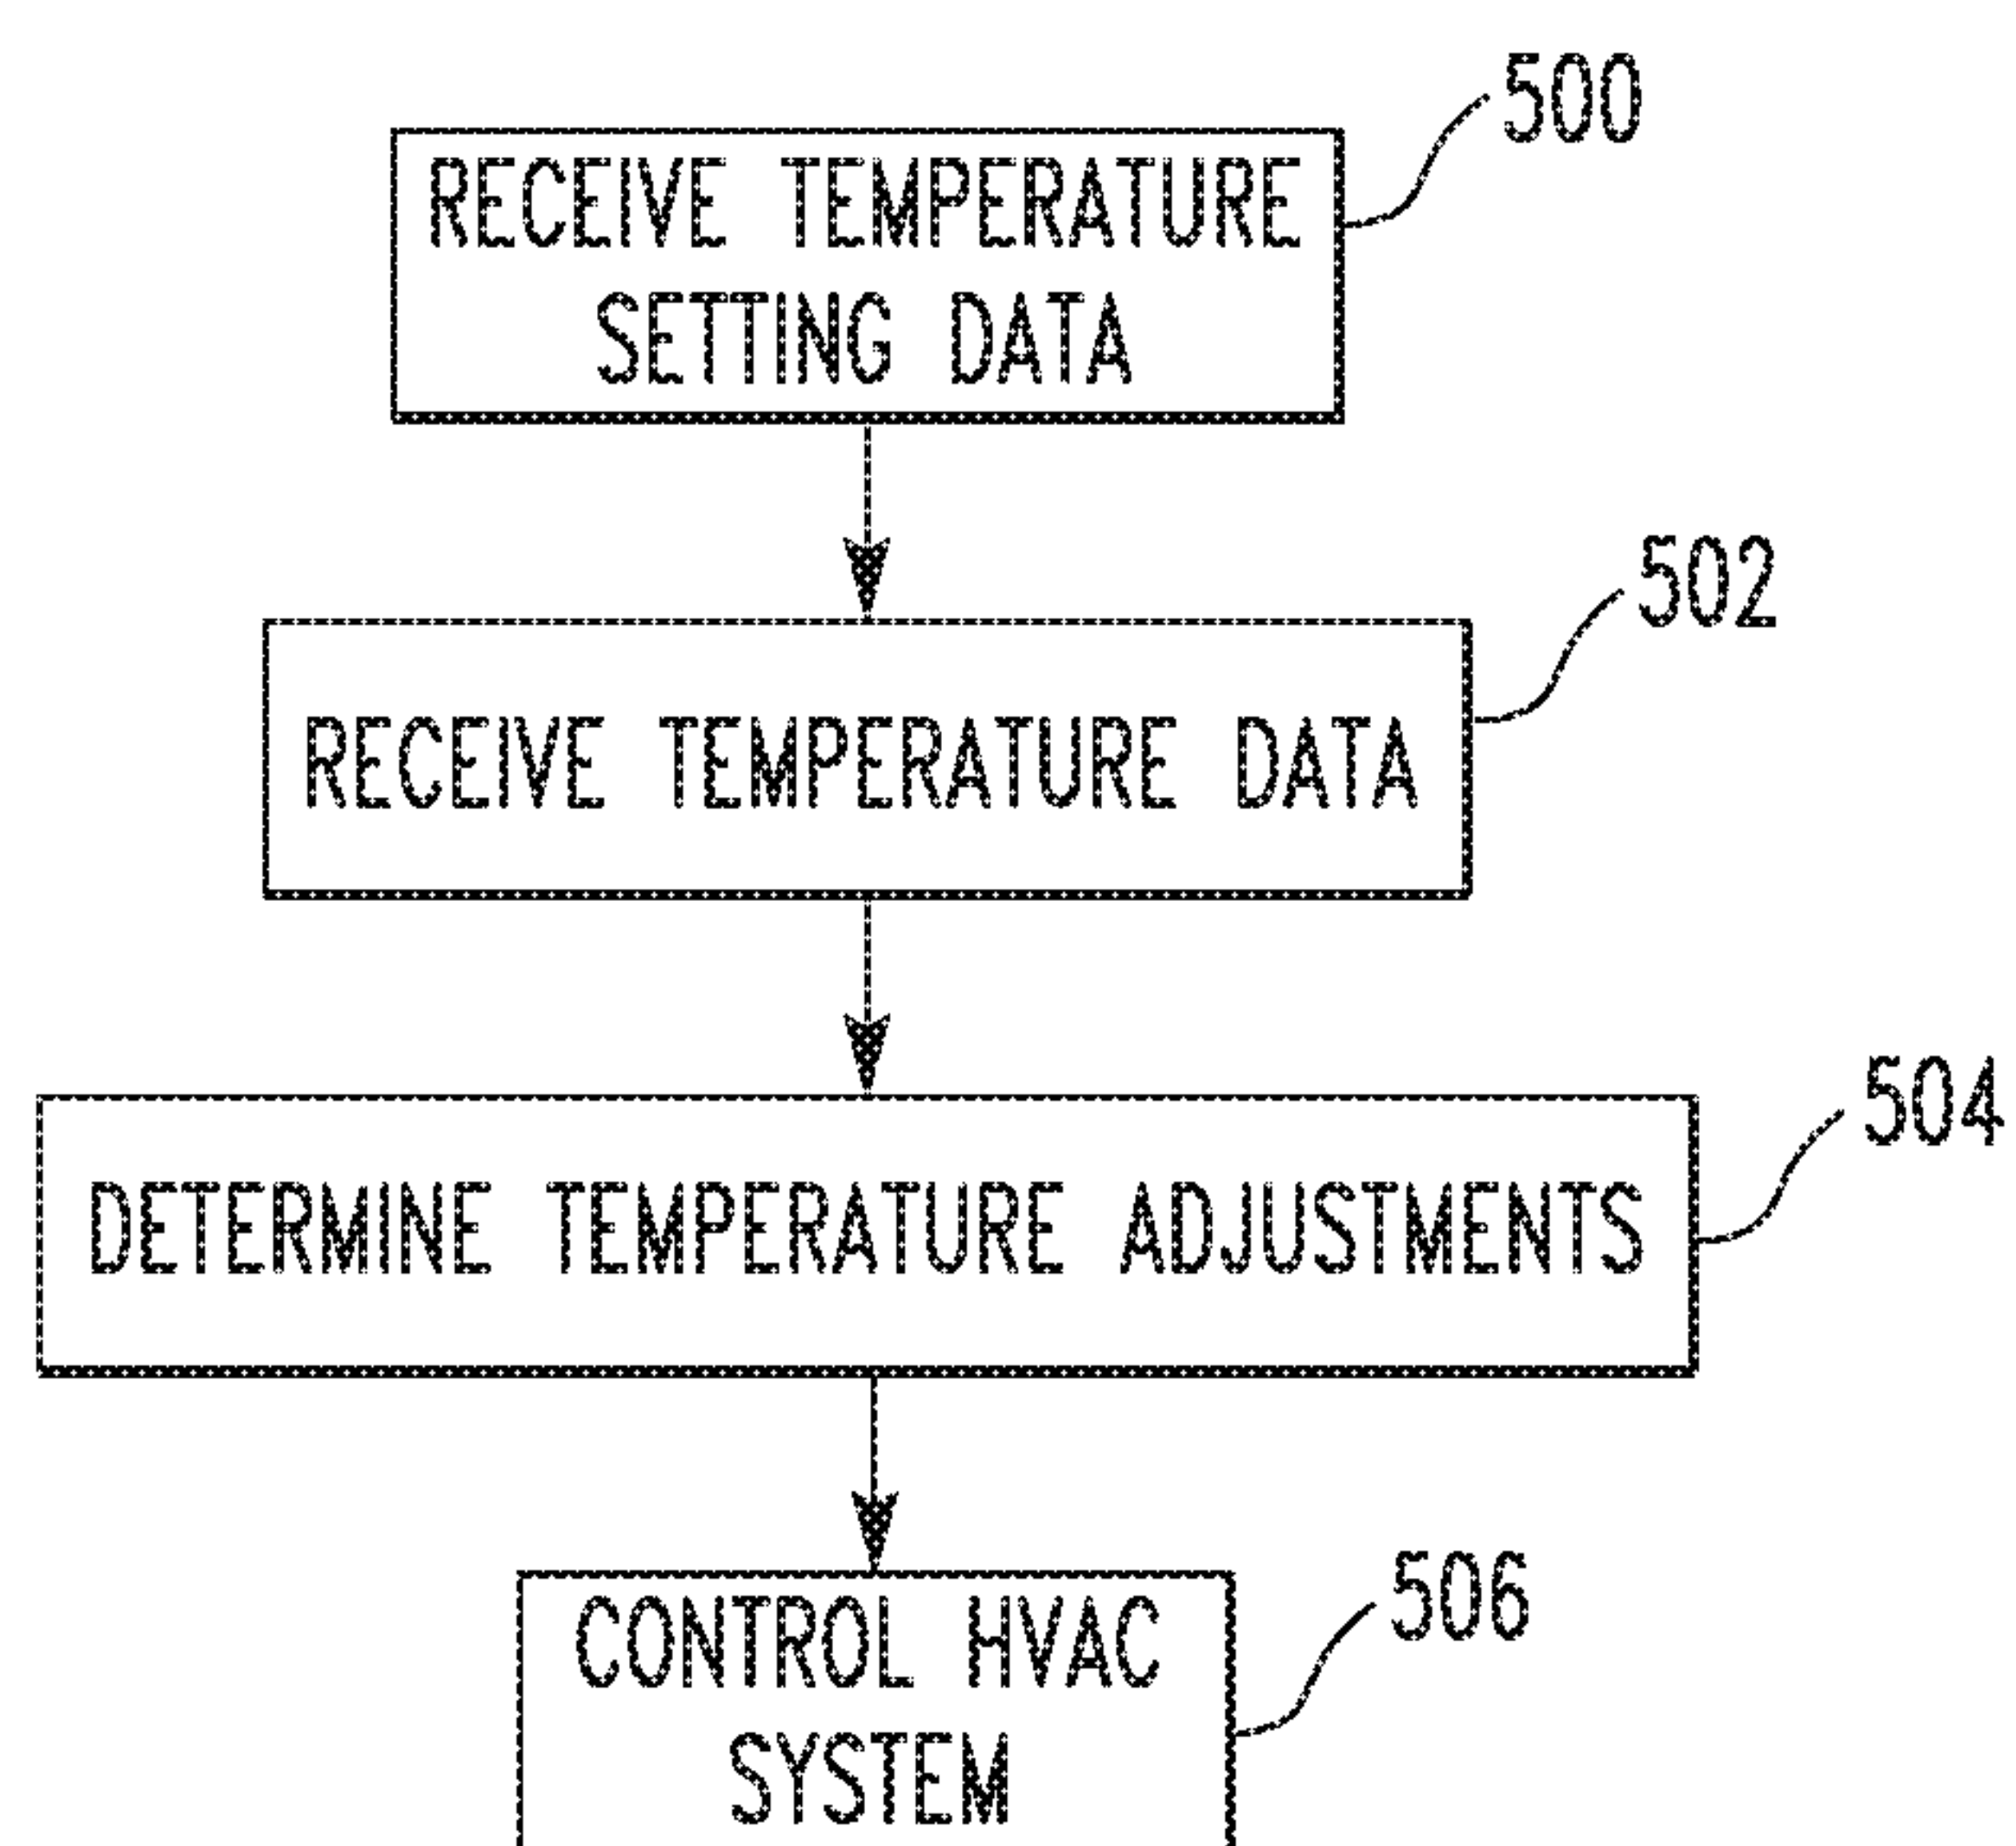 500
RECEIVE TEMPERATURE
SETTING DATA
502
RECEIVE TEMPERATURE DATA
504
DETERMINE TEMPERATURE ADJUSTMENTS
506
CONTROL HVAC
SYSTEM